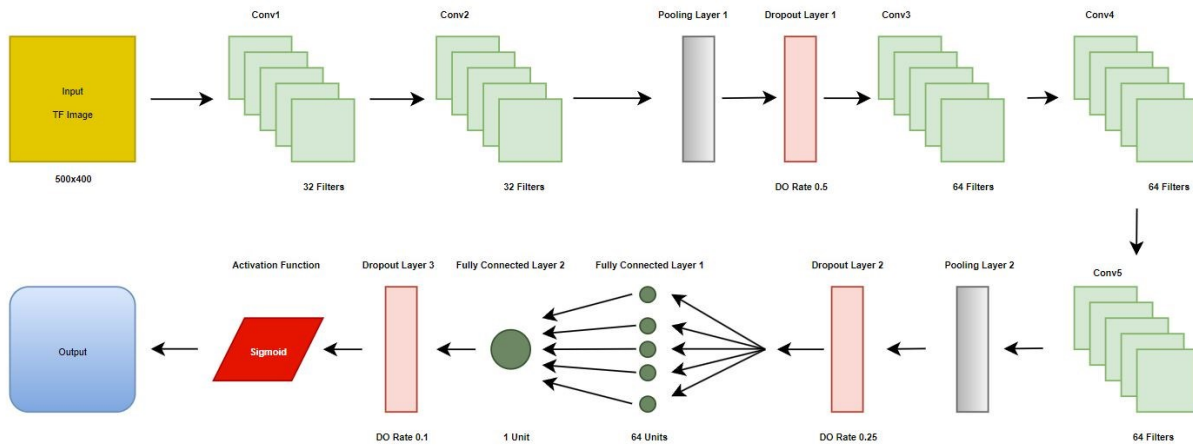 Conv1
Conv2
Pooling Layer 1
Dropout Layer 1
Conv3
Conv4
Input
TF Image
500x400
32 Filters
32 Filters
DO Rate 0.5
64 Filters
64 Filters
Activation Function
Dropout Layer 3
Fully Connected Layer 2
Fully Connected Layer 1
Dropout Layer 2
Pooling Layer 2
Conv5
Output
Sigmoid
DO Rate 0.1
1 Unit
64 Units
DO Rate 0.25
64 Filters